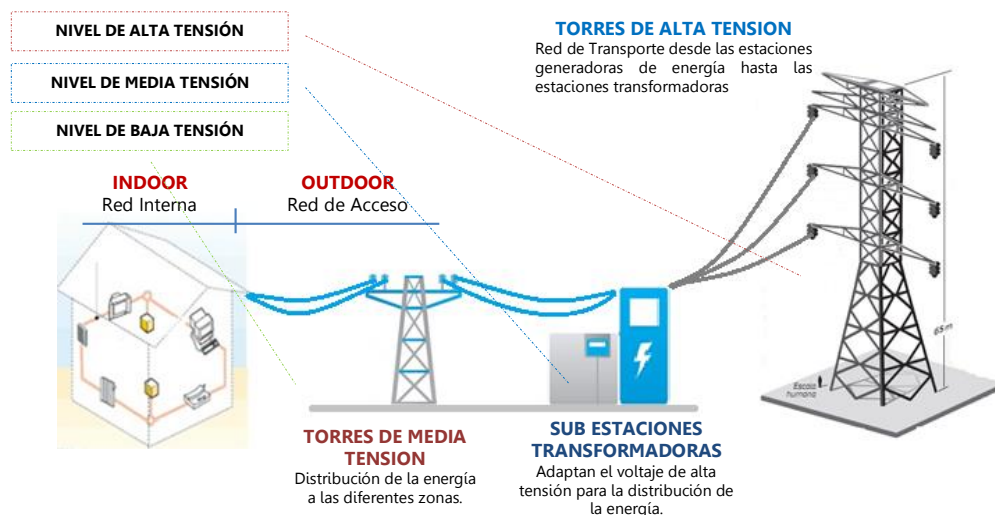 NIVEL DE ALTA TENSIÓN
NIVEL DE MEDIA TENSIÓN
NIVEL DE BAJA TENSIÓN
TORRES DE ALTA TENSION
Red de Transporte desde las estaciones
generadoras de energía hasta las
estaciones transformadoras
INDOOR
Red Interna
OUTDOOR
Red de Acceso
65 m
Escala
humana
TORRES DE MEDIA
TENSION
Distribución de la energía
a las diferentes zonas.
SUB ESTACIONES
TRANSFORMADORAS
Adaptan el voltaje de alta
tensión para la distribución de
la energía.